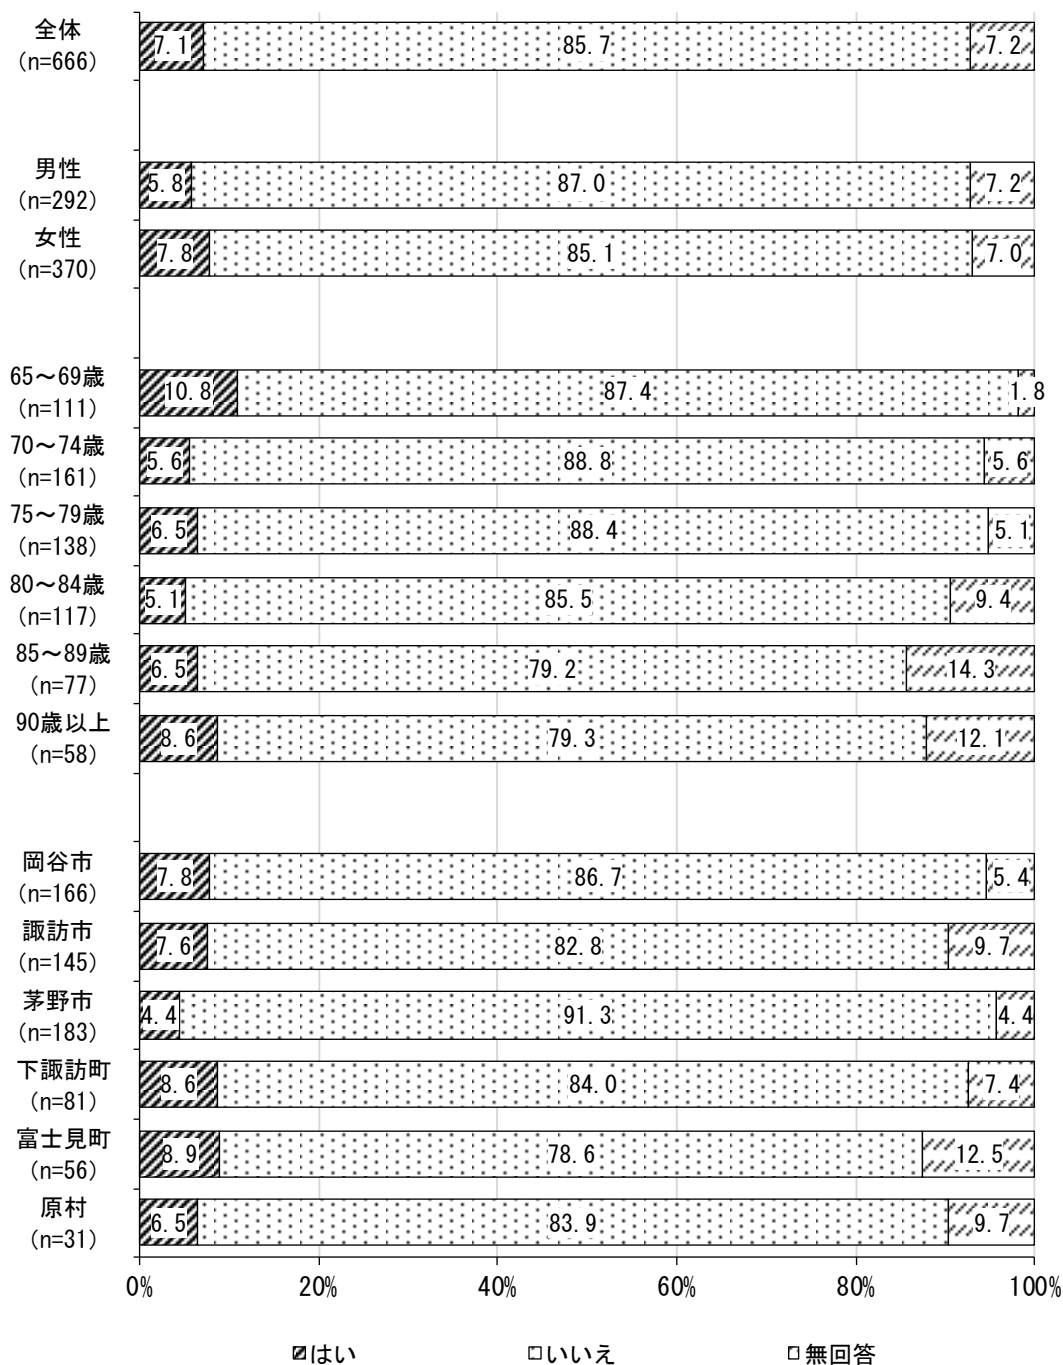 全体
(n=666)
7.1 85.7 7.2
男性
(n=292)
5.8 87.0 7.2
女性
(n=370)
7.8 85.1 7.0
65～69歳
(n=111)
10.8 87.4 1.8
70～74歳
(n=161)
5.6 88.8 5.6
75～79歳
(n=138)
6.5 88.4 5.1
80～84歳
(n=117)
5.1 85.5 9.4
85～89歳
(n=77)
6.5 79.2 14.3
90歳以上
(n=58)
8.6 79.3 12.1
岡谷市
(n=166)
7.8 86.7 5.4
諏訪市
(n=145)
7.6 82.8 9.7
茅野市
(n=183)
4.4 91.3 4.4
下諏訪町
(n=81)
8.6 84.0 7.4
富士見町
(n=56)
8.9 78.6 12.5
原村
(n=31)
6.5 83.9 9.7
0% 20% 40% 60% 80% 100%
はい いいえ 無回答